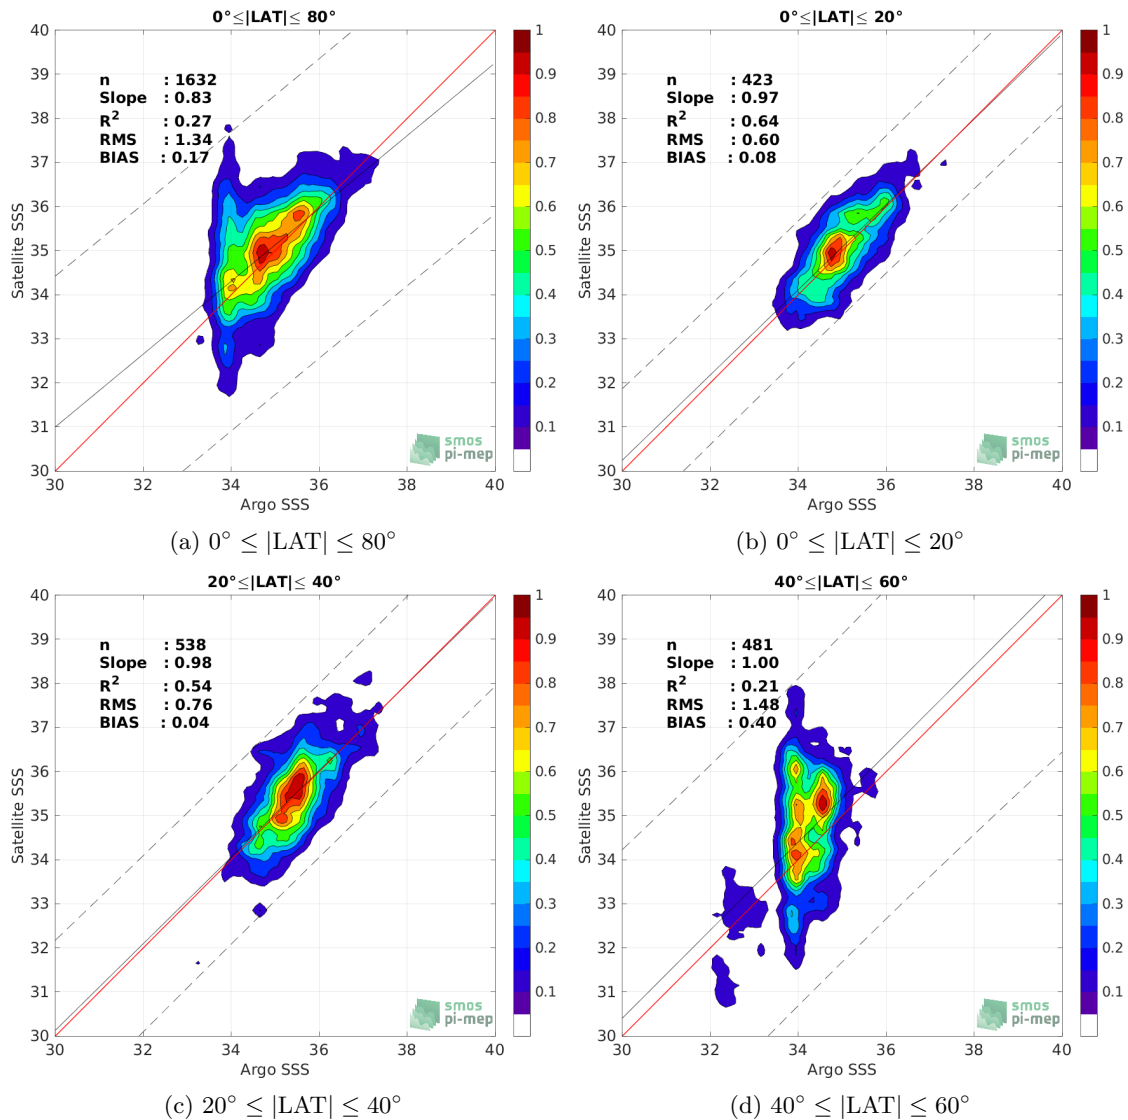 0°≤|LAT|≤ 80°
n : 1632
Slope : 0.83
R² : 0.27
RMS : 1.34
BIAS : 0.17
40
39
38
37
36
35
34
33
32
31
30
Satellite SSS
30 32 34 36 38 40
Argo SSS
1
0.9
0.8
0.7
0.6
0.5
0.4
0.3
0.2
0.1
smos
pi-mep
(a) 0° ≤ |LAT| ≤ 80°
0°≤|LAT|≤ 20°
n : 423
Slope : 0.97
R² : 0.64
RMS : 0.60
BIAS : 0.08
40
39
38
37
36
35
34
33
32
31
30
Satellite SSS
30 32 34 36 38 40
Argo SSS
1
0.9
0.8
0.7
0.6
0.5
0.4
0.3
0.2
0.1
smos
pi-mep
(b) 0° ≤ |LAT| ≤ 20°
20°≤|LAT|≤ 40°
n : 538
Slope : 0.98
R² : 0.54
RMS : 0.76
BIAS : 0.04
40
39
38
37
36
35
34
33
32
31
30
Satellite SSS
30 32 34 36 38 40
Argo SSS
1
0.9
0.8
0.7
0.6
0.5
0.4
0.3
0.2
0.1
smos
pi-mep
(c) 20° ≤ |LAT| ≤ 40°
40°≤|LAT|≤ 60°
n : 481
Slope : 1.00
R² : 0.21
RMS : 1.48
BIAS : 0.40
40
39
38
37
36
35
34
33
32
31
30
Satellite SSS
30 32 34 36 38 40
Argo SSS
1
0.9
0.8
0.7
0.6
0.5
0.4
0.3
0.2
0.1
smos
pi-mep
(d) 40° ≤ |LAT| ≤ 60°